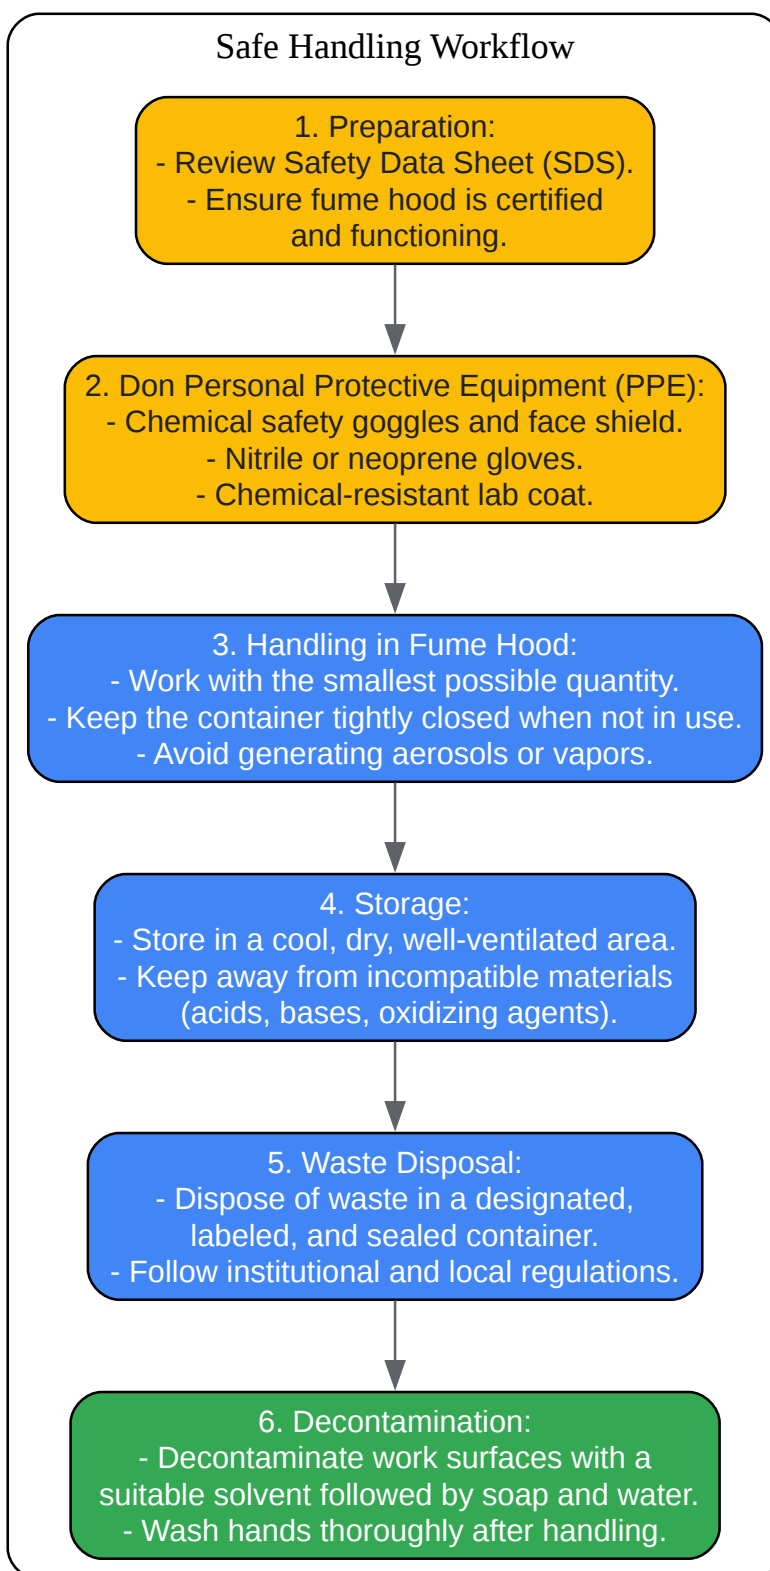 Safe Handling Workflow
1. Preparation:
- Review Safety Data Sheet (SDS).
- Ensure fume hood is certified
and functioning.
2. Don Personal Protective Equipment (PPE):
- Chemical safety goggles and face shield.
- Nitrile or neoprene gloves.
- Chemical-resistant lab coat.
3. Handling in Fume Hood:
- Work with the smallest possible quantity.
- Keep the container tightly closed when not in use.
- Avoid generating aerosols or vapors.
4. Storage:
- Store in a cool, dry, well-ventilated area.
- Keep away from incompatible materials
(acids, bases, oxidizing agents).
5. Waste Disposal:
- Dispose of waste in a designated,
labeled, and sealed container.
- Follow institutional and local regulations.
6. Decontamination:
- Decontaminate work surfaces with a
suitable solvent followed by soap and water.
- Wash hands thoroughly after handling.